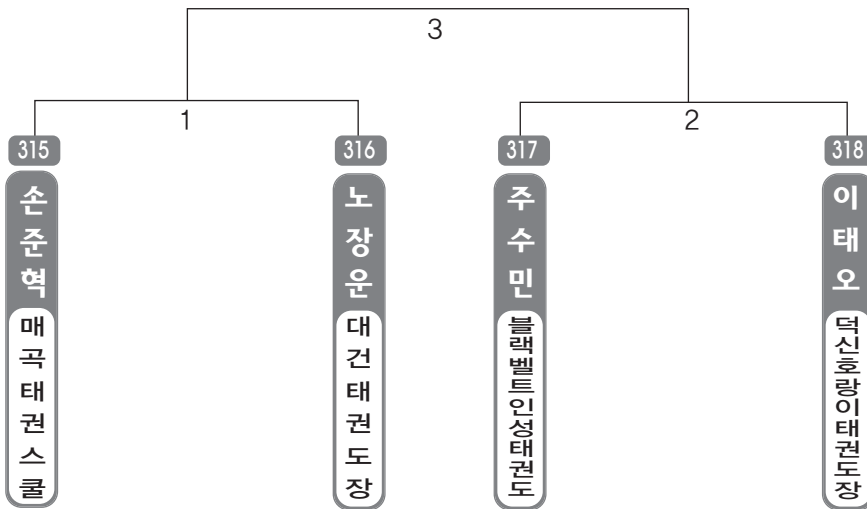 3
1
2
315
손준혁
매곡태권스쿨
316
노장운
대건태권도장
317
주수민
블랙벨트인성태권도
318
이태오
덕신호랑이태권도장